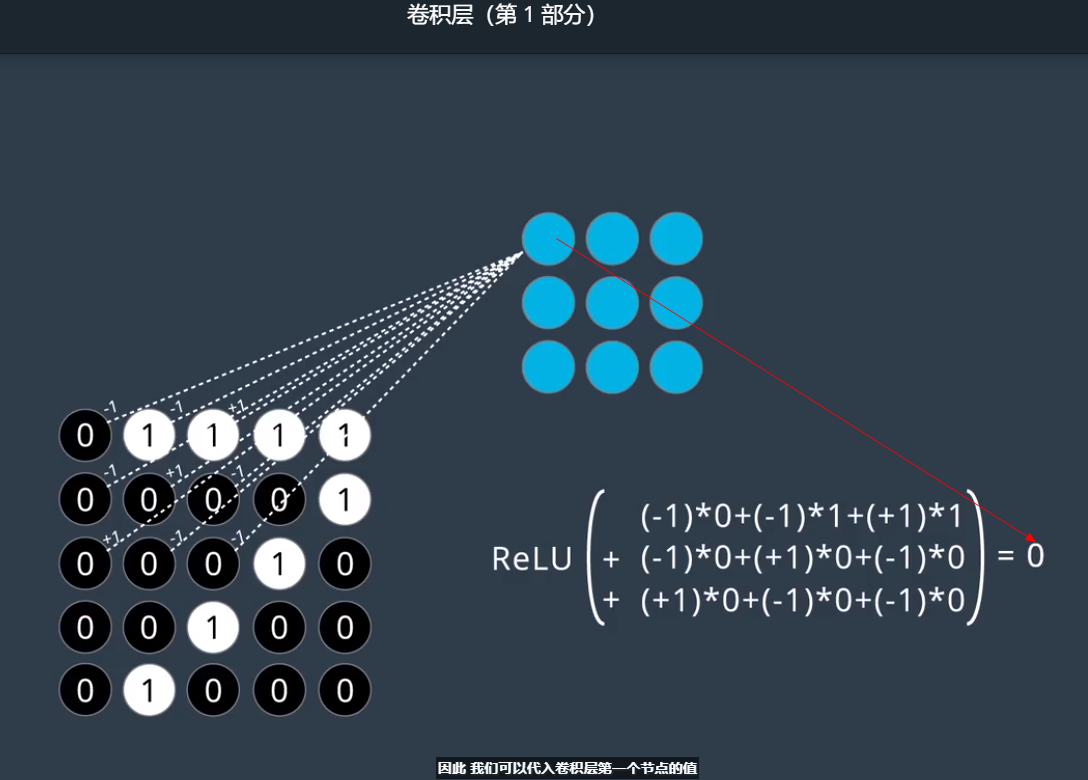 卷积层（第 1 部分）
-1 -1 +1
0 1 1 1 1
-1 +1 -1
0 0 0 0 1
+1 -1 -1
0 0 0 1 0
0 0 1 0 0
0 1 0 0 0
(-1)*0+(-1)*1+(+1)*1
ReLU + (-1)*0+(+1)*0+(-1)*0 = 0
+ (+1)*0+(-1)*0+(-1)*0
因此 我们可以代入卷积层第一个节点的值